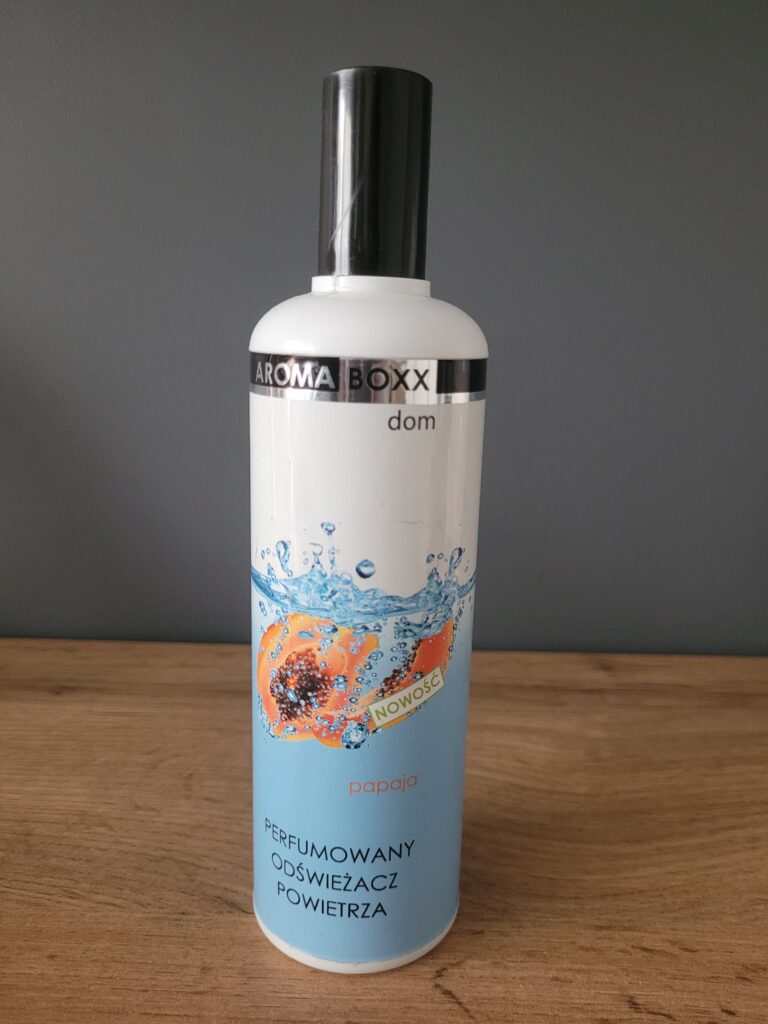 AROMA BOXX
dom
NOWOŚĆ
papaja
PERFUMOWANY
ODŚWIEŻACZ
POWIETRZA